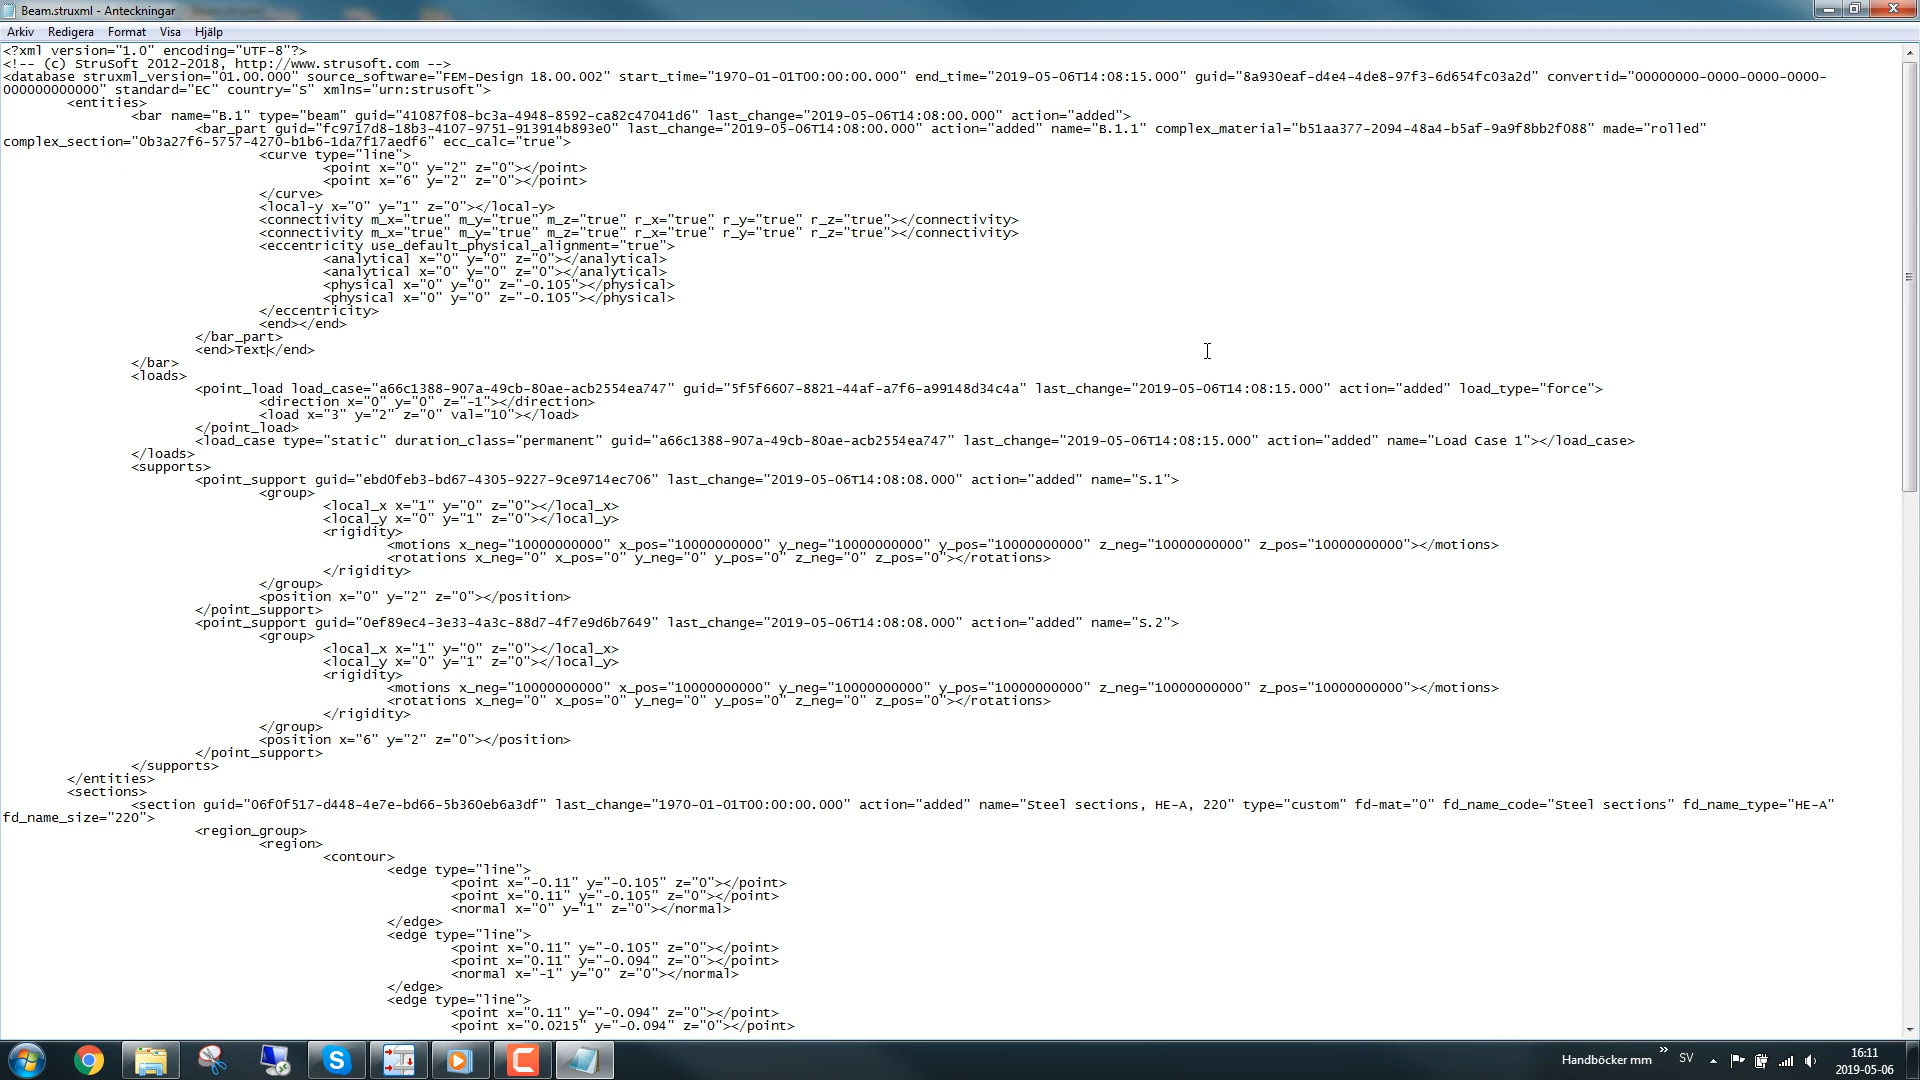 Beam.struxml - Anteckningar
Arkiv Redigera Format Visa Hjälp
<?xml version="1.0" encoding="UTF-8"?>
<!-- (c) StruSoft 2012-2018, http://www.strusoft.com -->
<database struxml_version="01.00.000" source_software="FEM-Design 18.00.002" start_time="1970-01-01T00:00:00.000" end_time="2019-05-06T14:08:15.000" guid="8a930eaf-d4e4-4de8-97f3-6d654fc03a2d" convertid="00000000-0000-0000-0000-
000000000000" standard="EC" country="S" xmlns="urn:strusoft">
<entities>
<bar name="B.1" type="beam" guid="41087f08-bc3a-4948-8592-ca82c47041d6" last_change="2019-05-06T14:08:00.000" action="added">
<bar_part guid="fc9717d8-18b3-4107-9751-913914b893e0" last_change="2019-05-06T14:08:00.000" action="added" name="B.1.1" complex_material="b51aa377-2094-48a4-b5af-9a9f8bb2f088" made="rolled"
complex_section="0b3a27f6-5757-4270-b1b6-1da7f17aedf6" ecc_calc="true">
<curve type="line">
<point x="0" y="2" z="0"></point>
<point x="6" y="2" z="0"></point>
</curve>
<local-y x="0" y="1" z="0"></local-y>
<connectivity m_x="true" m_y="true" m_z="true" r_x="true" r_y="true" r_z="true"></connectivity>
<connectivity m_x="true" m_y="true" m_z="true" r_x="true" r_y="true" r_z="true"></connectivity>
<eccentricity use_default_physical_alignment="true">
<analytical x="0" y="0" z="0"></analytical>
<analytical x="0" y="0" z="0"></analytical>
<physical x="0" y="0" z="-0.105"></physical>
<physical x="0" y="0" z="-0.105"></physical>
</eccentricity>
<end></end>
</bar_part>
<end>Text</end>
</bar>
<loads>
<point_load load_case="a66c1388-907a-49cb-80ae-acb2554ea747" guid="5f5f6607-8821-44af-a7f6-a99148d34c4a" last_change="2019-05-06T14:08:15.000" action="added" load_type="force">
<direction x="0" y="0" z="-1"></direction>
<load x="3" y="2" z="0" val="10"></load>
</point_load>
<load_case type="static" duration_class="permanent" guid="a66c1388-907a-49cb-80ae-acb2554ea747" last_change="2019-05-06T14:08:15.000" action="added" name="Load Case 1"></load_case>
</loads>
<supports>
<point_support guid="ebd0feb3-bd67-4305-9227-9ce9714ec706" last_change="2019-05-06T14:08:08.000" action="added" name="S.1">
<group>
<local_x x="1" y="0" z="0"></local_x>
<local_y x="0" y="1" z="0"></local_y>
<rigidity>
<motions x_neg="10000000000" x_pos="10000000000" y_neg="10000000000" y_pos="10000000000" z_neg="10000000000" z_pos="10000000000"></motions>
<rotations x_neg="0" x_pos="0" y_neg="0" y_pos="0" z_neg="0" z_pos="0"></rotations>
</rigidity>
</group>
<position x="0" y="2" z="0"></position>
</point_support>
<point_support guid="0ef89ec4-3e33-4a3c-88d7-4f7e9d6b7649" last_change="2019-05-06T14:08:08.000" action="added" name="S.2">
<group>
<local_x x="1" y="0" z="0"></local_x>
<local_y x="0" y="1" z="0"></local_y>
<rigidity>
<motions x_neg="10000000000" x_pos="10000000000" y_neg="10000000000" y_pos="10000000000" z_neg="10000000000" z_pos="10000000000"></motions>
<rotations x_neg="0" x_pos="0" y_neg="0" y_pos="0" z_neg="0" z_pos="0"></rotations>
</rigidity>
</group>
<position x="6" y="2" z="0"></position>
</point_support>
</supports>
</entities>
<sections>
<section guid="06f0f517-d448-4e7e-bd66-5b360eb6a3df" last_change="1970-01-01T00:00:00.000" action="added" name="Steel sections, HE-A, 220" type="custom" fd-mat="0" fd_name_code="Steel sections" fd_name_type="HE-A"
fd_name_size="220">
<region_group>
<region>
<contour>
<edge type="line">
<point x="-0.11" y="-0.105" z="0"></point>
<point x="0.11" y="-0.105" z="0"></point>
<normal x="0" y="1" z="0"></normal>
</edge>
<edge type="line">
<point x="0.11" y="-0.105" z="0"></point>
<point x="0.11" y="-0.094" z="0"></point>
<normal x="-1" y="0" z="0"></normal>
</edge>
<edge type="line">
<point x="0.11" y="-0.094" z="0"></point>
<point x="0.0215" y="-0.094" z="0"></point>
Handböcker mm » SV 16:11
2019-05-06